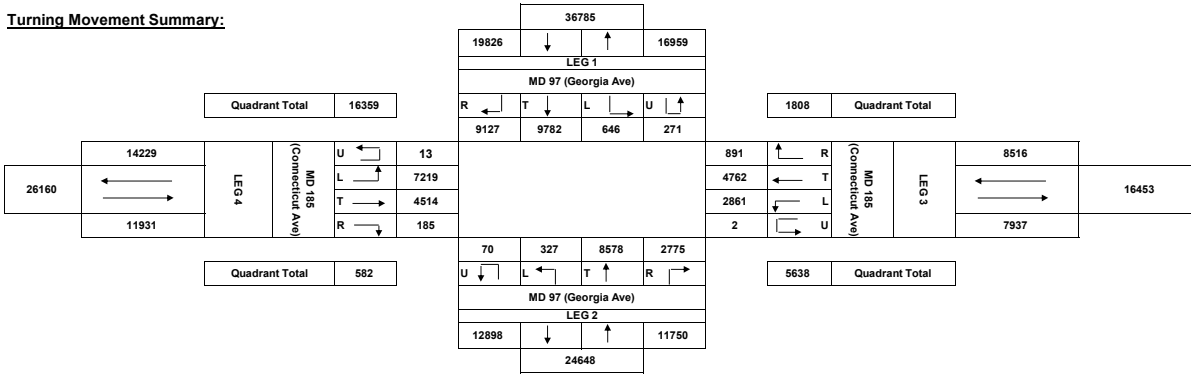 Turning Movement Summary:
36785
19826 16959
LEG 1
MD 97 (Georgia Ave)
Quadrant Total 16359
R T L U
1808 Quadrant Total
9127 9782 646 271
14229
U 13
891 R
8516
26160
LEG 4
MD 185
(Connecticut Ave)
L 7219
4762 T
MD 185
(Connecticut Ave)
LEG 3
16453
T 4514
2861 L
11931
R 185
2 U
7937
70 327 8578 2775
Quadrant Total 582
U L T R
5638 Quadrant Total
MD 97 (Georgia Ave)
LEG 2
12898 11750
24648